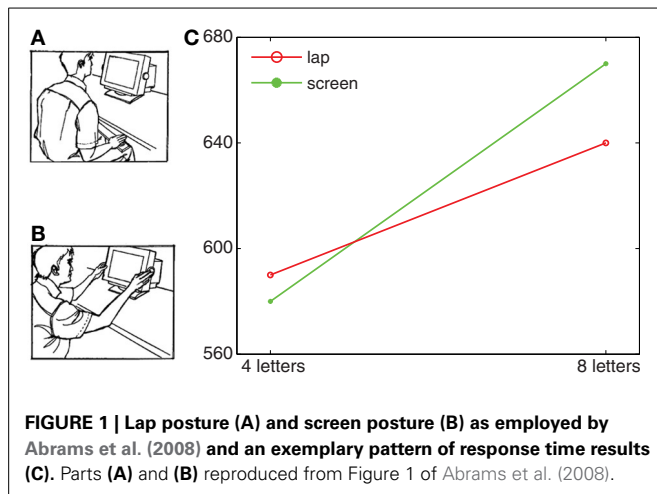 A
C
680
lap
screen
640
B
600
560
4 letters
8 letters
FIGURE 1 | Lap posture (A) and screen posture (B) as employed by
Abrams et al. (2008) and an exemplary pattern of response time results
(C). Parts (A) and (B) reproduced from Figure 1 of Abrams et al. (2008).